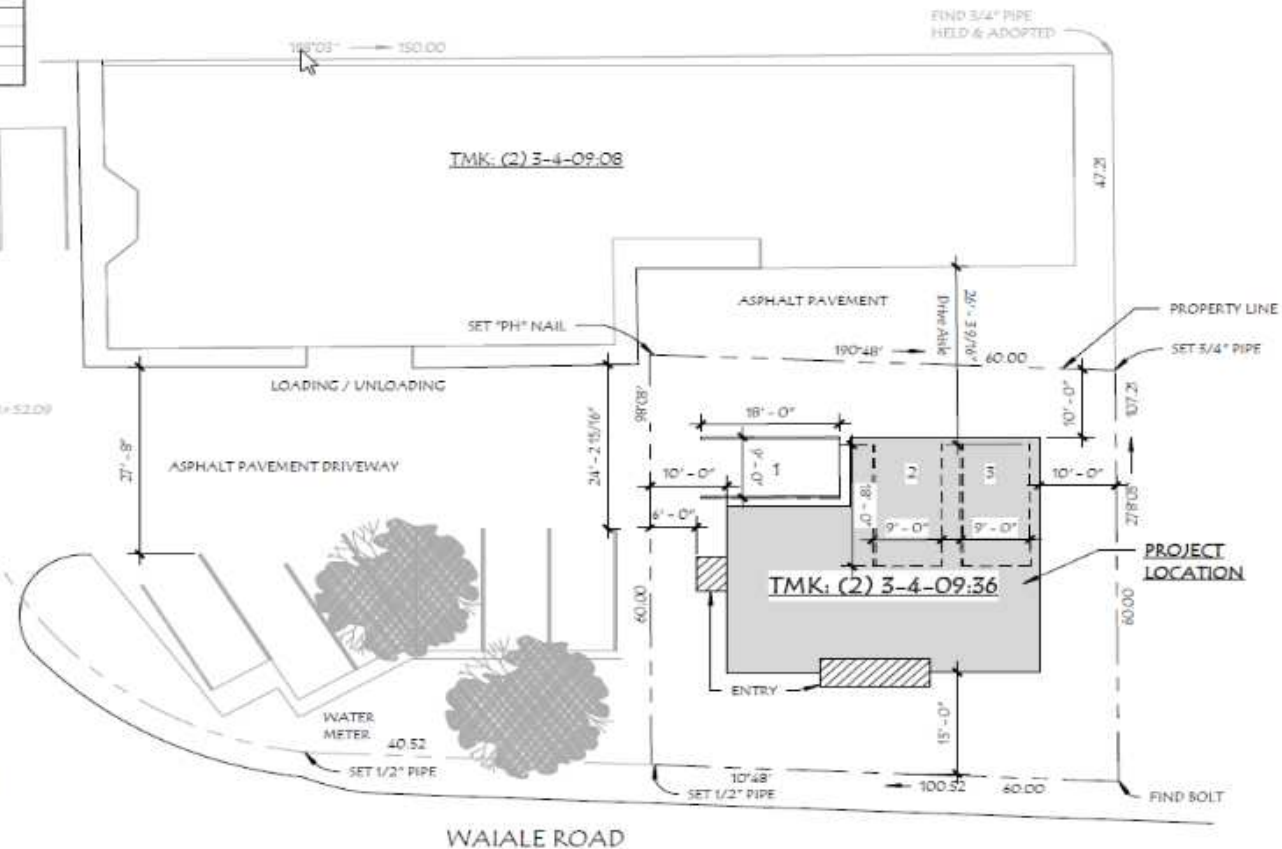 FIND 3/4" PIPE
HELD & ADOPTED
150.00
TMK: (2) 3-4-09:08
47.21
ASPHALT PAVEMENT
Drive Aisle
26' - 3 9/16"
SET "PH" NAIL
190°48'
60.00
PROPERTY LINE
SET 3/4" PIPE
LOADING / UNLOADING
52.09
27' - 8"
ASPHALT PAVEMENT DRIVEWAY
24' - 2 15/16"
98°08'
18' - 0"
10' - 0"
107.21
10' - 0"
9' - 0"
1
2
3
10' - 0"
278°05'
6' - 0"
18' - 0"
9' - 0"
9' - 0"
PROJECT
LOCATION
TMK: (2) 3-4-09:36
60.00
60.00
ENTRY
15' - 0"
WATER
METER
40.52
SET 1/2" PIPE
10°48'
SET 1/2" PIPE
100.52
60.00
FIND BOLT
WAIALE ROAD